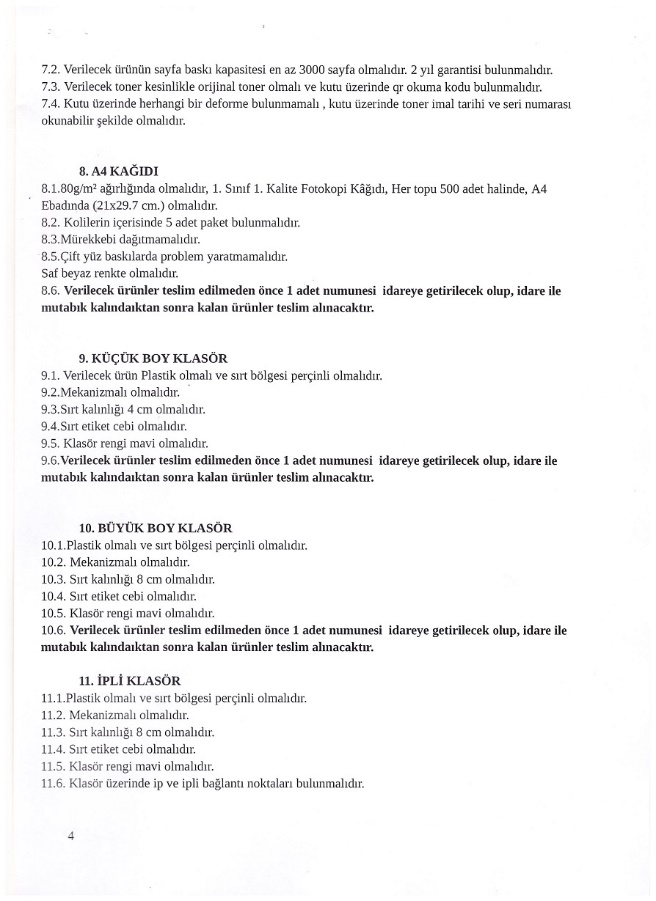 7.2. Verilecek ürünün sayfa baskı kapasitesi en az 3000 sayfa olmalıdır. 2 yıl garantisi bulunmalıdır.
7.3. Verilecek toner kesinlikle orijinal toner olmalı ve kutu üzerinde qr okuma kodu bulunmalıdır.
7.4. Kutu üzerinde herhangi bir deforme bulunmamalı , kutu üzerinde toner imal tarihi ve seri numarası
okunabilir şekilde olmalıdır.
8. A4 KAĞIDI
8.1.80g/m² ağırlığında olmalıdır, 1. Sınıf 1. Kalite Fotokopi Kâğıdı, Her topu 500 adet halinde, A4
Ebadında (21x29.7 cm.) olmalıdır.
8.2. Kolilerin içerisinde 5 adet paket bulunmalıdır.
8.3.Mürekkebi dağıtmamalıdır.
8.5.Çift yüz baskılarda problem yaratmamalıdır.
Saf beyaz renkte olmalıdır.
8.6. Verilecek ürünler teslim edilmeden önce 1 adet numunesi  idareye getirilecek olup, idare ile
mutabık kalındaıktan sonra kalan ürünler teslim alınacaktır.
9. KÜÇÜK BOY KLASÖR
9.1. Verilecek ürün Plastik olmalı ve sırt bölgesi perçinli olmalıdır.
9.2.Mekanizmalı olmalıdır.
9.3.Sırt kalınlığı 4 cm olmalıdır.
9.4.Sırt etiket cebi olmalıdır.
9.5. Klasör rengi mavi olmalıdır.
9.6.Verilecek ürünler teslim edilmeden önce 1 adet numunesi  idareye getirilecek olup, idare ile
mutabık kalındaıktan sonra kalan ürünler teslim alınacaktır.
10. BÜYÜK BOY KLASÖR
10.1.Plastik olmalı ve sırt bölgesi perçinli olmalıdır.
10.2. Mekanizmalı olmalıdır.
10.3. Sırt kalınlığı 8 cm olmalıdır.
10.4. Sırt etiket cebi olmalıdır.
10.5. Klasör rengi mavi olmalıdır.
10.6. Verilecek ürünler teslim edilmeden önce 1 adet numunesi  idareye getirilecek olup, idare ile
mutabık kalındaıktan sonra kalan ürünler teslim alınacaktır.
11. İPLİ KLASÖR
11.1.Plastik olmalı ve sırt bölgesi perçinli olmalıdır.
11.2. Mekanizmalı olmalıdır.
11.3. Sırt kalınlığı 8 cm olmalıdır.
11.4. Sırt etiket cebi olmalıdır.
11.5. Klasör rengi mavi olmalıdır.
11.6. Klasör üzerinde ip ve ipli bağlantı noktaları bulunmalıdır.
4